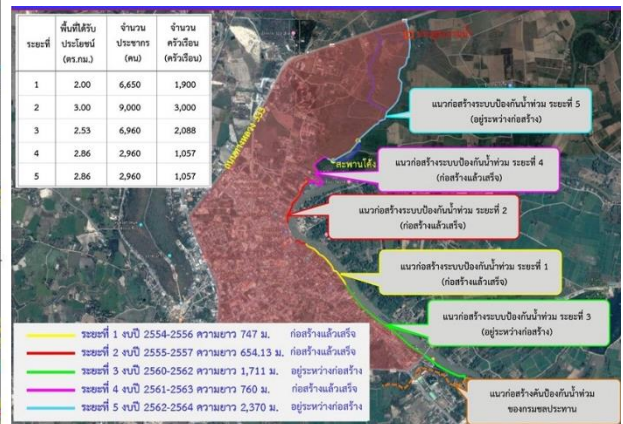 ระยะที่ พื้นที่ได้รับประโยชน์ (ตร.กม.) จำนวนประชากร (คน) จำนวนครัวเรือน (ครัวเรือน)
1 2.00 6,650 1,900
2 3.00 9,000 3,000
3 2.53 6,960 2,088
4 2.86 2,960 1,057
5 2.86 2,960 1,057
แนวก่อสร้างระบบป้องกันน้ำท่วม ระยะที่ 5
(อยู่ระหว่างก่อสร้าง)
สะพานโค้ง
แนวก่อสร้างระบบป้องกันน้ำท่วม ระยะที่ 4
(ก่อสร้างแล้วเสร็จ)
แนวก่อสร้างระบบป้องกันน้ำท่วม ระยะที่ 2
(ก่อสร้างแล้วเสร็จ)
แนวก่อสร้างระบบป้องกันน้ำท่วม ระยะที่ 1
(ก่อสร้างแล้วเสร็จ)
แนวก่อสร้างระบบป้องกันน้ำท่วม ระยะที่ 3
(อยู่ระหว่างก่อสร้าง)
แนวก่อสร้างคันป้องกันน้ำท่วม
ของกรมชลประทาน
ระยะที่ 1 งบปี 2554-2556 ความยาว 747 ม. ก่อสร้างแล้วเสร็จ
ระยะที่ 2 งบปี 2555-2557 ความยาว 654.13 ม. ก่อสร้างแล้วเสร็จ
ระยะที่ 3 งบปี 2560-2562 ความยาว 1,711 ม. อยู่ระหว่างก่อสร้าง
ระยะที่ 4 งบปี 2561-2563 ความยาว 760 ม. ก่อสร้างแล้วเสร็จ
ระยะที่ 5 งบปี 2562-2564 ความยาว 2,370 ม. อยู่ระหว่างก่อสร้าง